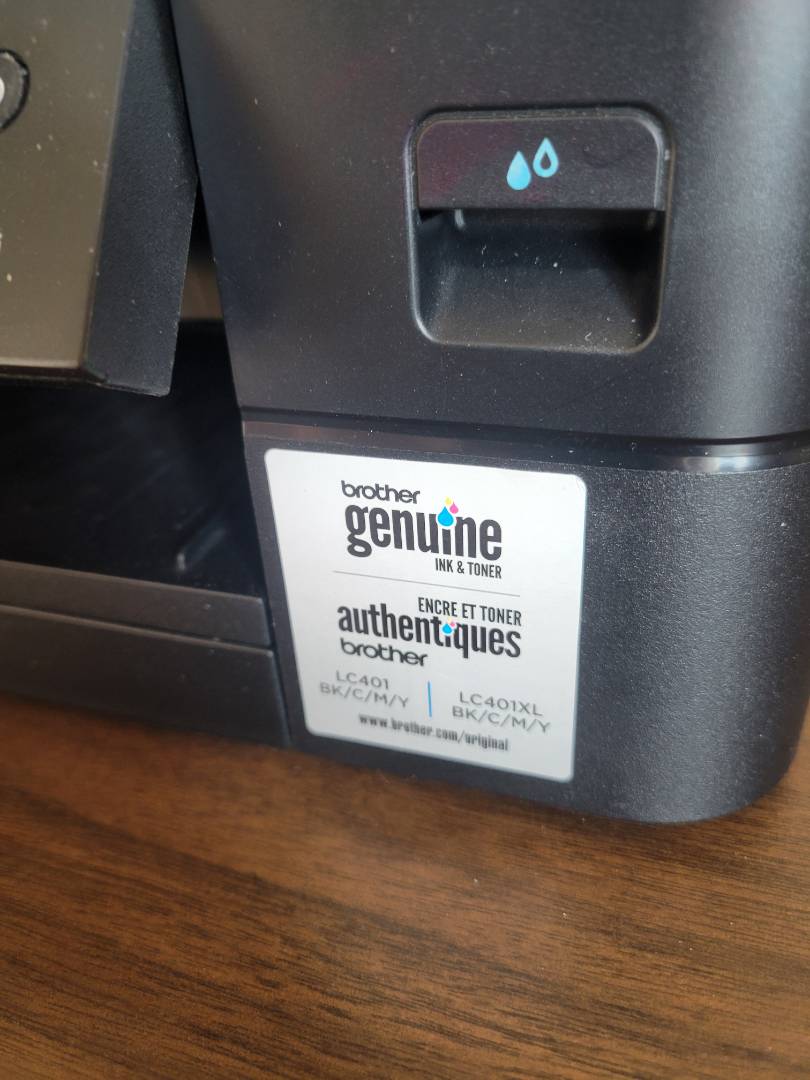 brother
genuine
INK & TONER
ENCRE ET TONER
authentiques
brother
LC401
BK/C/M/Y
LC401XL
BK/C/M/Y
www.brother.com/original